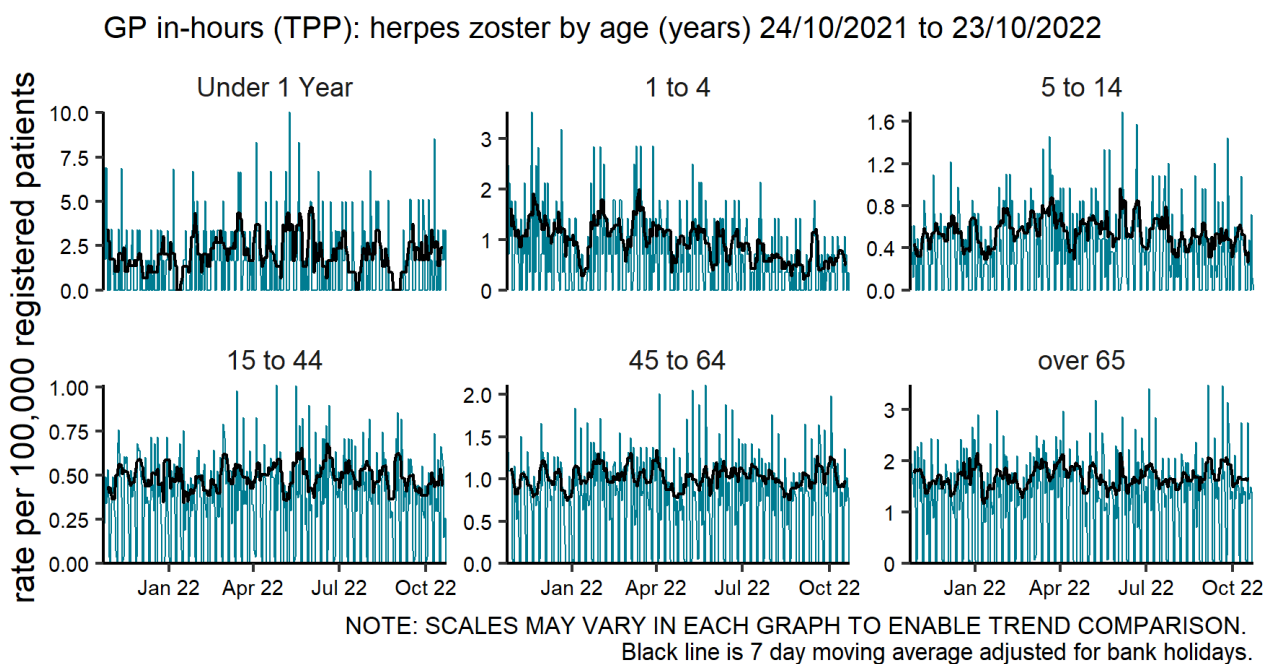 GP in-hours (TPP): herpes zoster by age (years) 24/10/2021 to 23/10/2022
rate per 100,000 registered patients
Under 1 Year
10.0
7.5
5.0
2.5
0.0
1 to 4
3
2
1
0
5 to 14
1.6
1.2
0.8
0.4
0.0
15 to 44
1.00
0.75
0.50
0.25
0.00
Jan 22 Apr 22 Jul 22 Oct 22
45 to 64
2.0
1.5
1.0
0.5
0.0
Jan 22 Apr 22 Jul 22 Oct 22
over 65
3
2
1
0
Jan 22 Apr 22 Jul 22 Oct 22
NOTE: SCALES MAY VARY IN EACH GRAPH TO ENABLE TREND COMPARISON.
Black line is 7 day moving average adjusted for bank holidays.